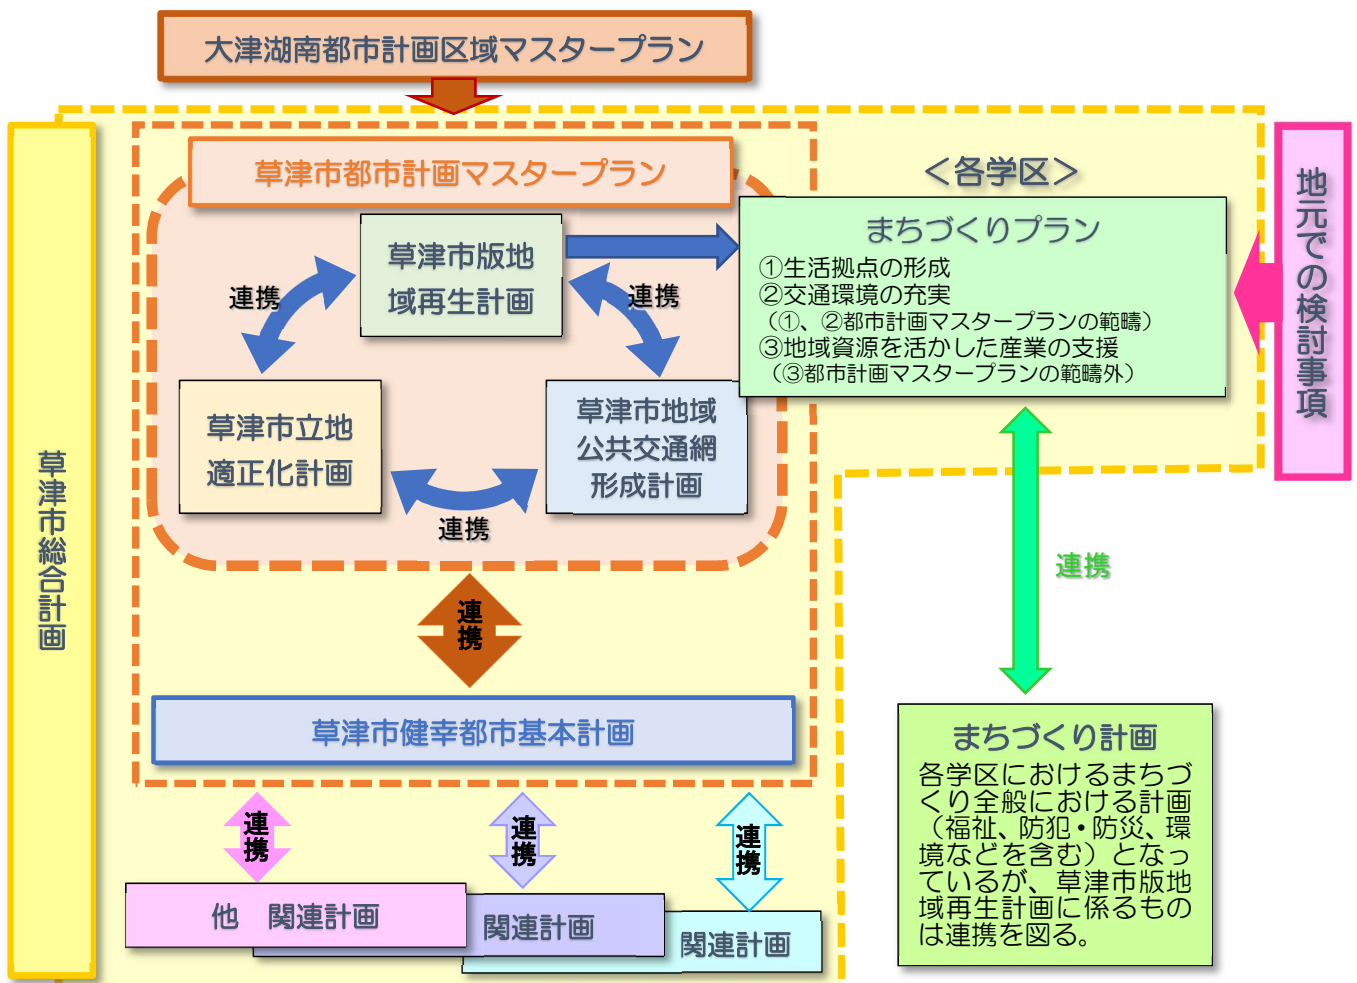 大津湖南都市計画区域マスタープラン
草津市総合計画
草津市都市計画マスタープラン
草津市版地
域再生計画
連携
連携
草津市立地
適正化計画
草津市地域
公共交通網
形成計画
連携
連携
草津市健幸都市基本計画
連携
連携
連携
他 関連計画
関連計画
関連計画
＜各学区＞
まちづくりプラン
①生活拠点の形成
②交通環境の充実
（①、②都市計画マスタープランの範疇）
③地域資源を活かした産業の支援
（③都市計画マスタープランの範疇外）
地元での検討事項
連携
まちづくり計画
各学区におけるまちづ
くり全般における計画
（福祉、防犯・防災、環
境などを含む）となっ
ているが、草津市版地
域再生計画に係るもの
は連携を図る。